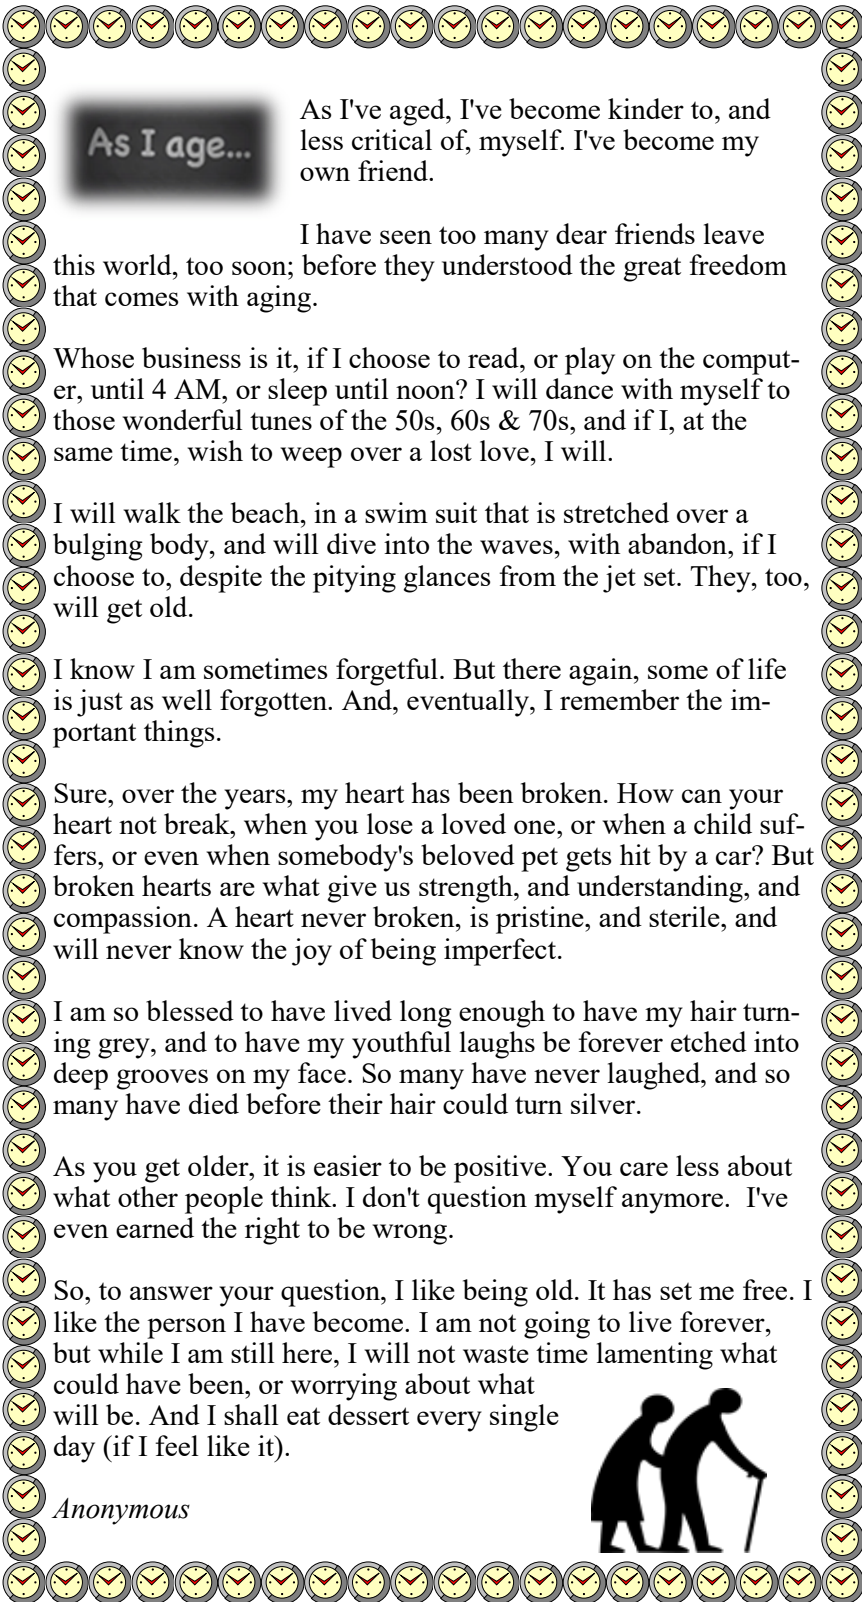 As I age...
As I've aged, I've become kinder to, and
less critical of, myself. I've become my
own friend.
I have seen too many dear friends leave
this world, too soon; before they understood the great freedom
that comes with aging.
Whose business is it, if I choose to read, or play on the comput-
er, until 4 AM, or sleep until noon? I will dance with myself to
those wonderful tunes of the 50s, 60s & 70s, and if I, at the
same time, wish to weep over a lost love, I will.
I will walk the beach, in a swim suit that is stretched over a
bulging body, and will dive into the waves, with abandon, if I
choose to, despite the pitying glances from the jet set. They, too,
will get old.
I know I am sometimes forgetful. But there again, some of life
is just as well forgotten. And, eventually, I remember the im-
portant things.
Sure, over the years, my heart has been broken. How can your
heart not break, when you lose a loved one, or when a child suf-
fers, or even when somebody's beloved pet gets hit by a car? But
broken hearts are what give us strength, and understanding, and
compassion. A heart never broken, is pristine, and sterile, and
will never know the joy of being imperfect.
I am so blessed to have lived long enough to have my hair turn-
ing grey, and to have my youthful laughs be forever etched into
deep grooves on my face. So many have never laughed, and so
many have died before their hair could turn silver.
As you get older, it is easier to be positive. You care less about
what other people think. I don't question myself anymore.  I've
even earned the right to be wrong.
So, to answer your question, I like being old. It has set me free. I
like the person I have become. I am not going to live forever,
but while I am still here, I will not waste time lamenting what
could have been, or worrying about what
will be. And I shall eat dessert every single
day (if I feel like it).
Anonymous